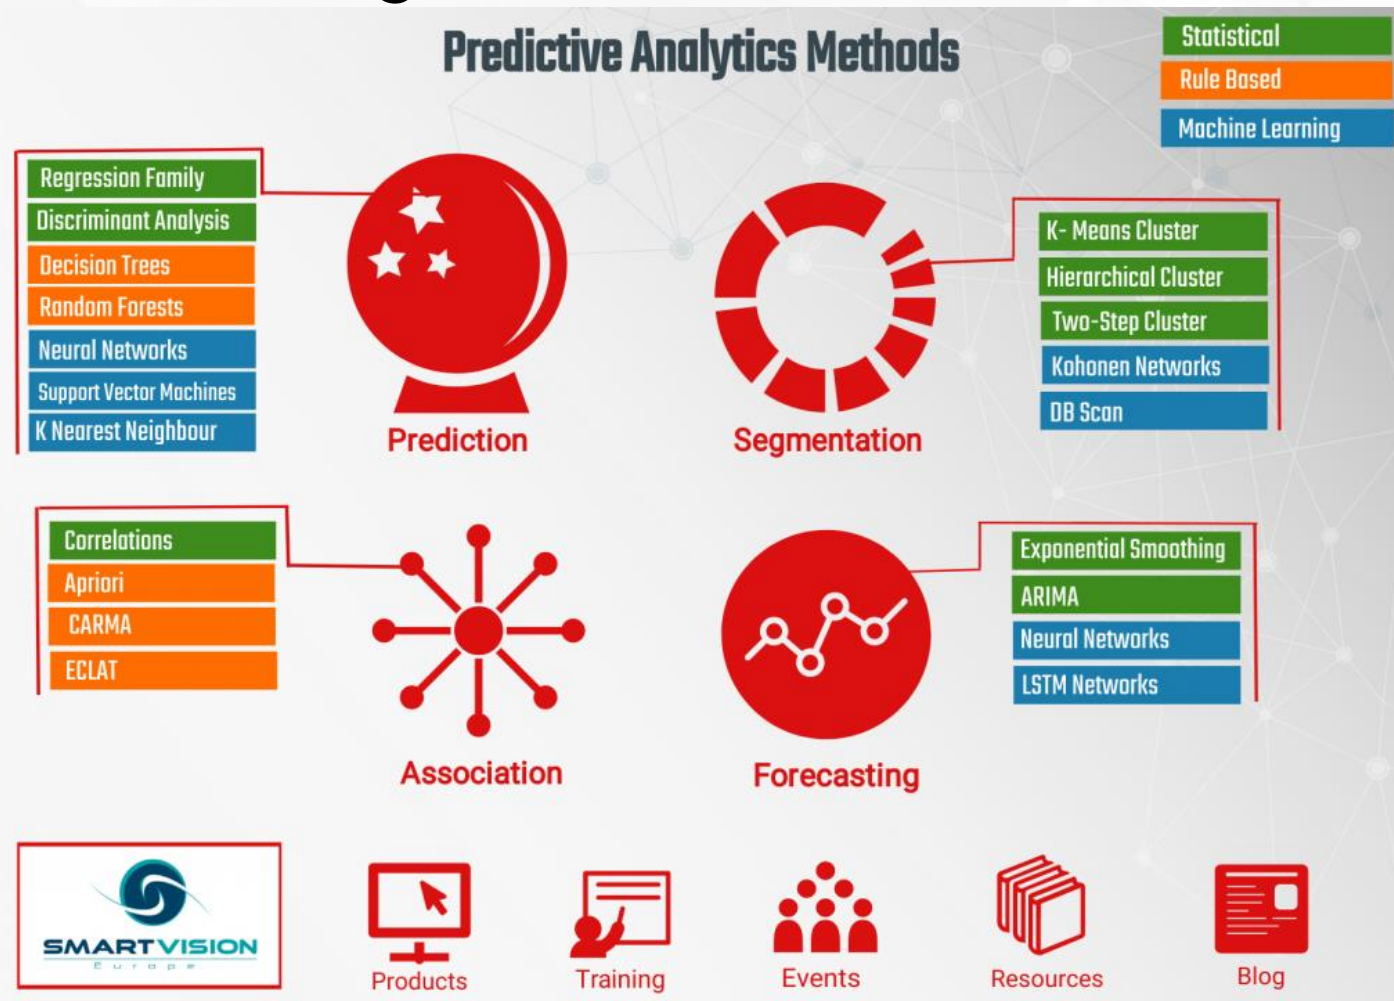 Predictive Analytics Methods
Statistical
Rule Based
Machine Learning
Regression Family
Discriminant Analysis
Decision Trees
Random Forests
Neural Networks
Support Vector Machines
K Nearest Neighbour
Prediction
K- Means Cluster
Hierarchical Cluster
Two-Step Cluster
Kohonen Networks
DB Scan
Segmentation
Correlations
Apriori
CARMA
ECLAT
Association
Exponential Smoothing
ARIMA
Neural Networks
LSTM Networks
Forecasting
SMART VISION
Europe
Products
Training
Events
Resources
Blog